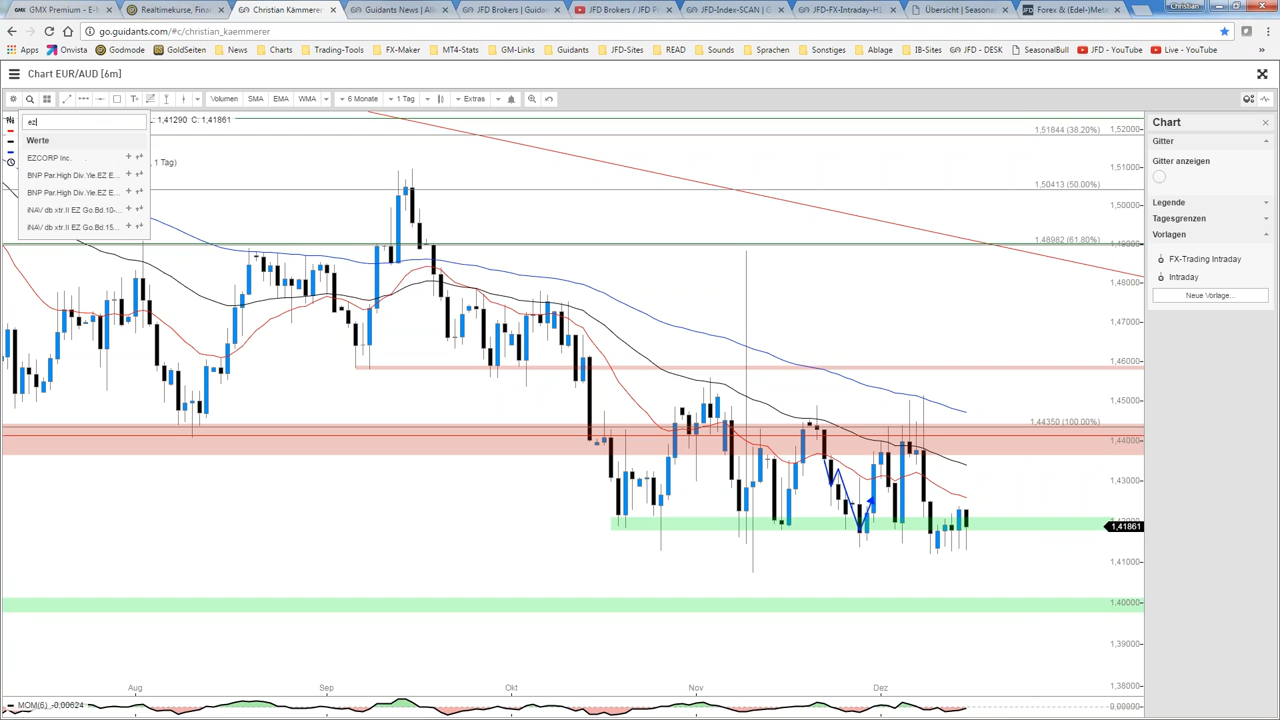 GMX Premium - E-M
Realtimekurse, Finan
Christian Kämmerer
Guidants News | Alle
JFD Brokers | Guidan
JFD Brokers / JFD P
JFD-Index-SCAN | G
JFD-FX-Intraday-H1
Übersicht | Seasonal
Forex & (Edel-)Meta
Christian
go.guidants.com/#c/christian_kaemmerer
Apps
Onvista
Godmode
GoldSeiten
News
Charts
Trading-Tools
FX-Maker
MT4-Stats
GM-Links
Guidants
JFD-Sites
READ
Sounds
Sprachen
Sonstiges
Ablage
IB-Sites
JFD - DESK
SeasonalBull
JFD - YouTube
Live - YouTube
Chart EUR/AUD [6m]
Volumen
SMA
EMA
WMA
6 Monate
1 Tag
Extras
ez
L: 1,41290 C: 1,41861
Werte
EZCORP Inc.
1 Tag)
BNP Par.High Div.Yie.EZ E...
BNP Par.High Div.Yie.EZ E...
iNAV db xtr.II EZ Go.Bd.10-...
iNAV db xtr.II EZ Go.Bd.15...
1,51844 (38.20%)
1,50413 (50.00%)
1,48982 (61.80%)
1,44350 (100.00%)
1,52000
1,51000
1,50000
1,49000
1,48000
1,47000
1,46000
1,45000
1,44000
1,43000
1,41861
1,41000
1,40000
1,39000
1,38000
Aug
Sep
Okt
Nov
Dez
MOM(6) -0,00624
0,00000
Chart
Gitter
Gitter anzeigen
Legende
Tagesgrenzen
Vorlagen
FX-Trading Intraday
Intraday
Neue Vorlage...